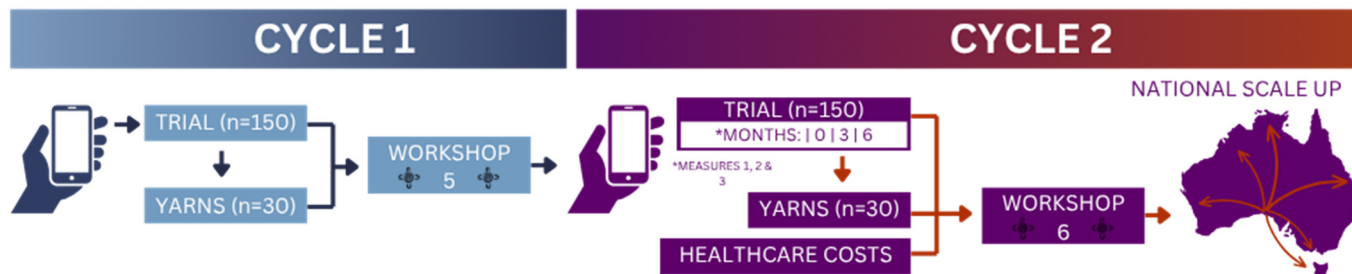 CYCLE 1
TRIAL (n=150)
YARNS (n=30)
WORKSHOP
5
CYCLE 2
TRIAL (n=150)
*MONTHS: | 0 | 3 | 6
*MEASURES 1, 2 &
3
YARNS (n=30)
HEALTHCARE COSTS
WORKSHOP
6
NATIONAL SCALE UP